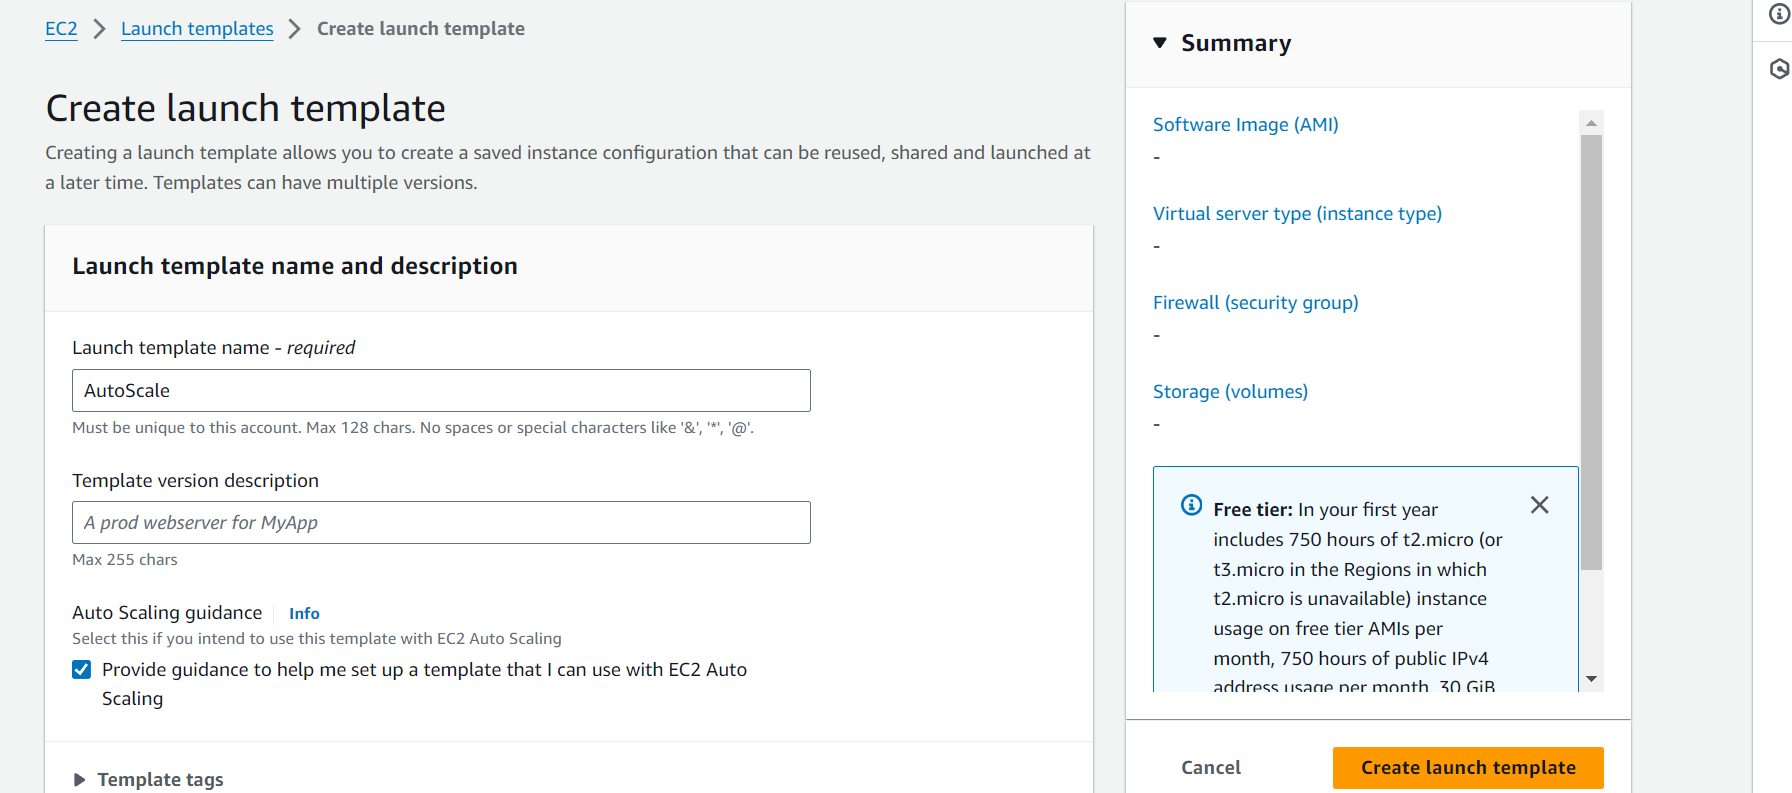 EC2 Launch templates Create launch template
Create launch template
Creating a launch template allows you to create a saved instance configuration that can be reused, shared and launched at
a later time. Templates can have multiple versions.
Launch template name and description
Launch template name - required
AutoScale
Must be unique to this account. Max 128 chars. No spaces or special characters like '&', '*', '@'.
Template version description
A prod webserver for MyApp
Max 255 chars
Auto Scaling guidance Info
Select this if you intend to use this template with EC2 Auto Scaling
Provide guidance to help me set up a template that I can use with EC2 Auto
Scaling
Template tags
Summary
Software Image (AMI)
-
Virtual server type (instance type)
-
Firewall (security group)
-
Storage (volumes)
-
Free tier: In your first year
includes 750 hours of t2.micro (or
t3.micro in the Regions in which
t2.micro is unavailable) instance
usage on free tier AMIs per
month, 750 hours of public IPv4
address usage per month, 30 GiB
Cancel Create launch template